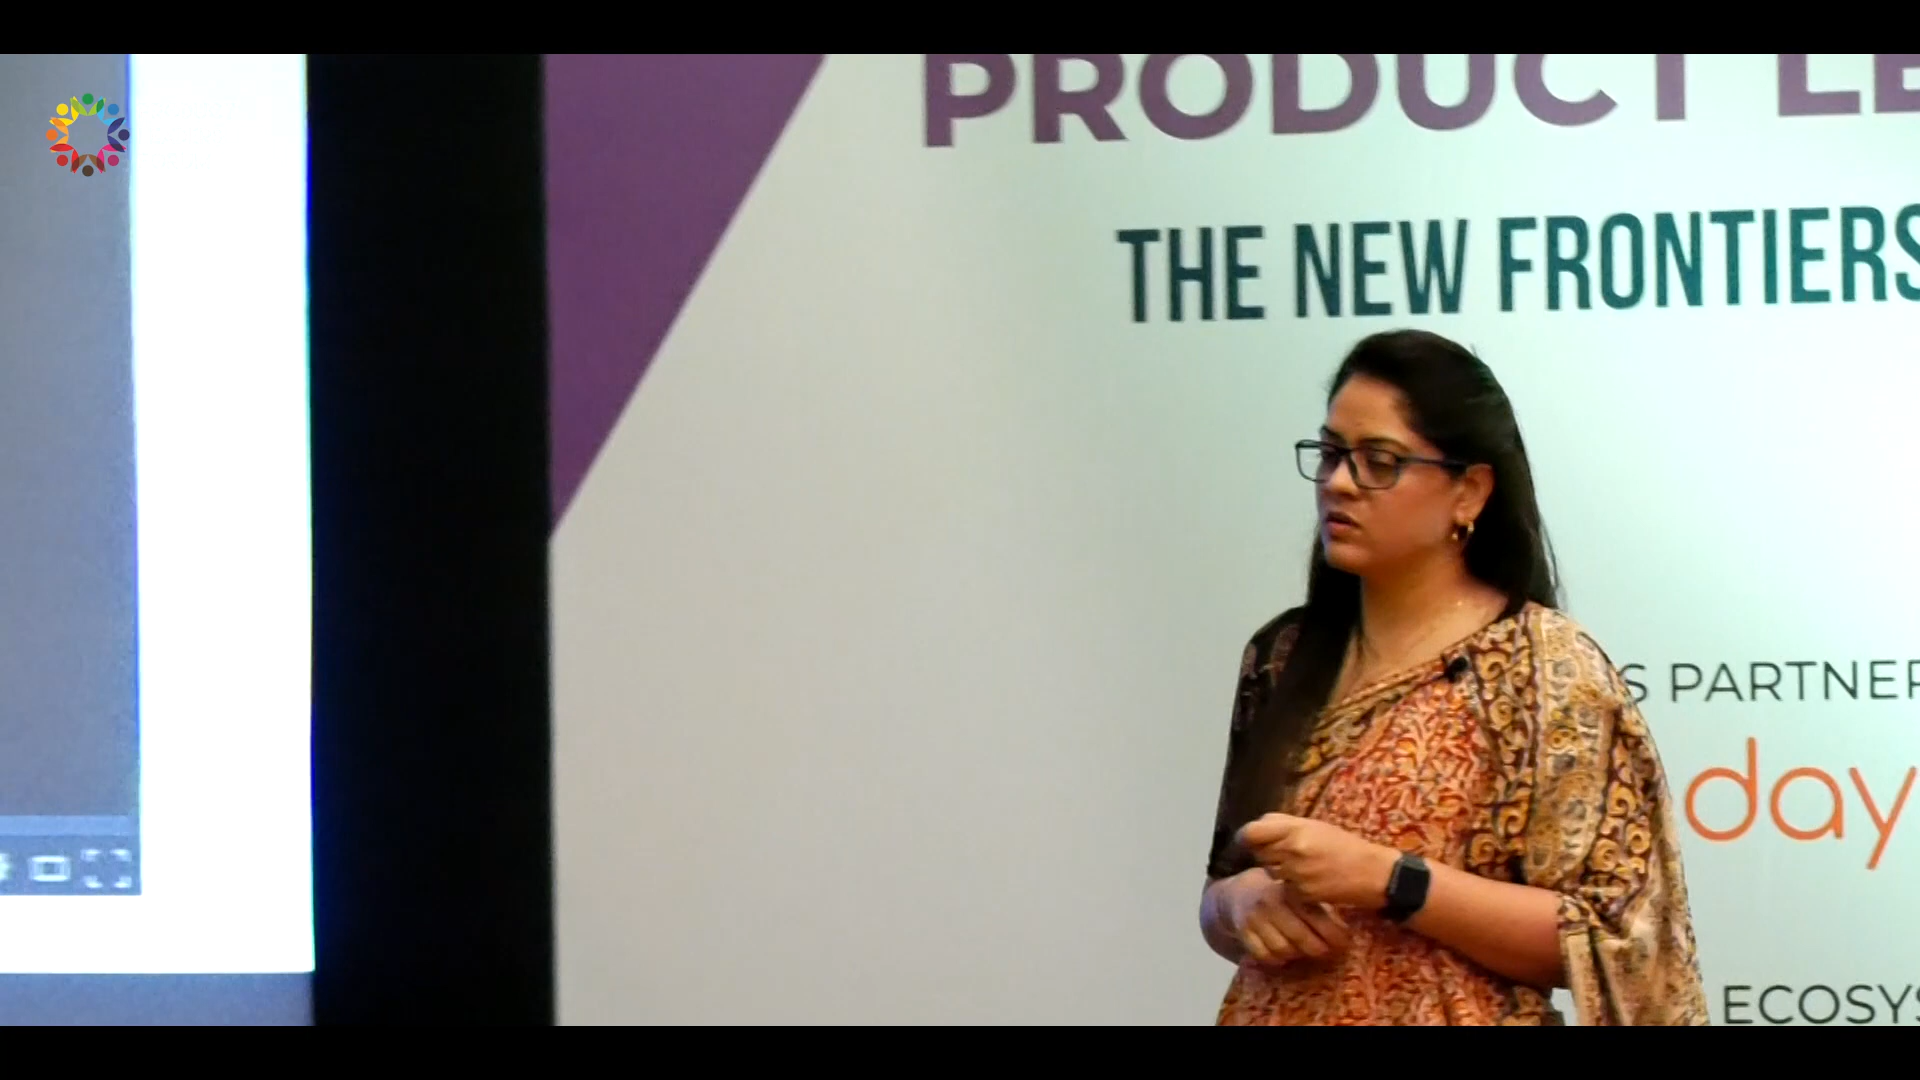 PRODUCT LE
THE NEW FRONTIERS
S PARTNER
day
ECOSYS